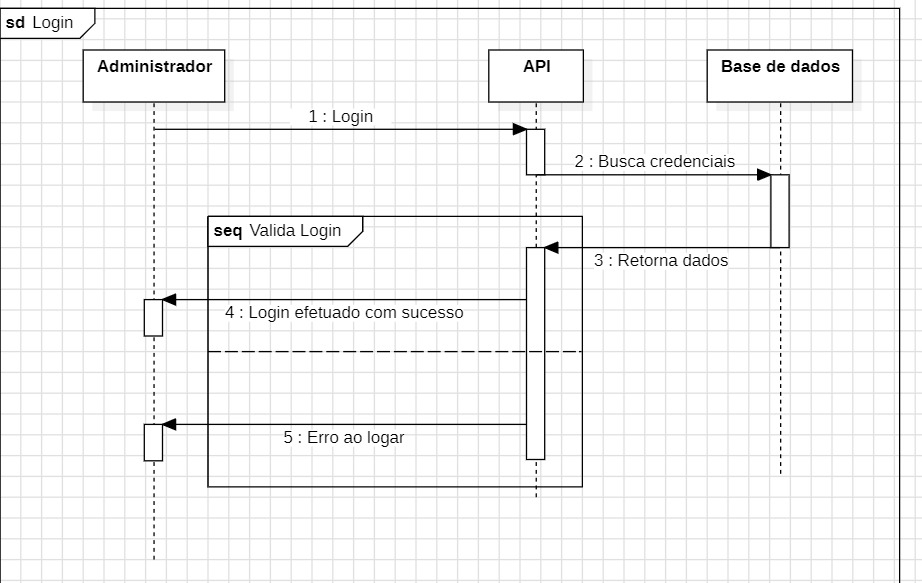 sd Login
Administrador
API
Base de dados
1 : Login
2 : Busca credenciais
seq Valida Login
3 : Retorna dados
4 : Login efetuado com sucesso
5 : Erro ao logar